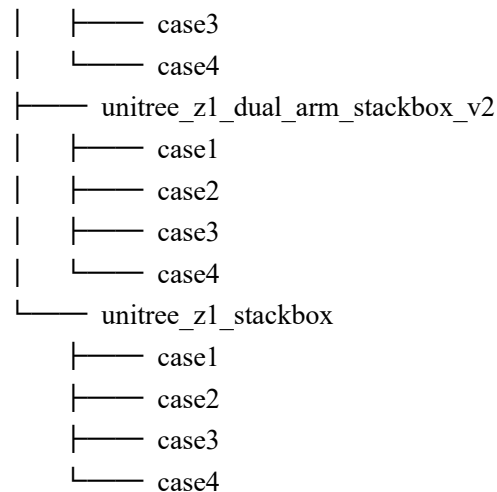 │ ├── case3
│ └── case4
├── unitree_z1_dual_arm_stackbox_v2
│ ├── case1
│ ├── case2
│ ├── case3
│ └── case4
└── unitree_z1_stackbox
├── case1
├── case2
├── case3
└── case4